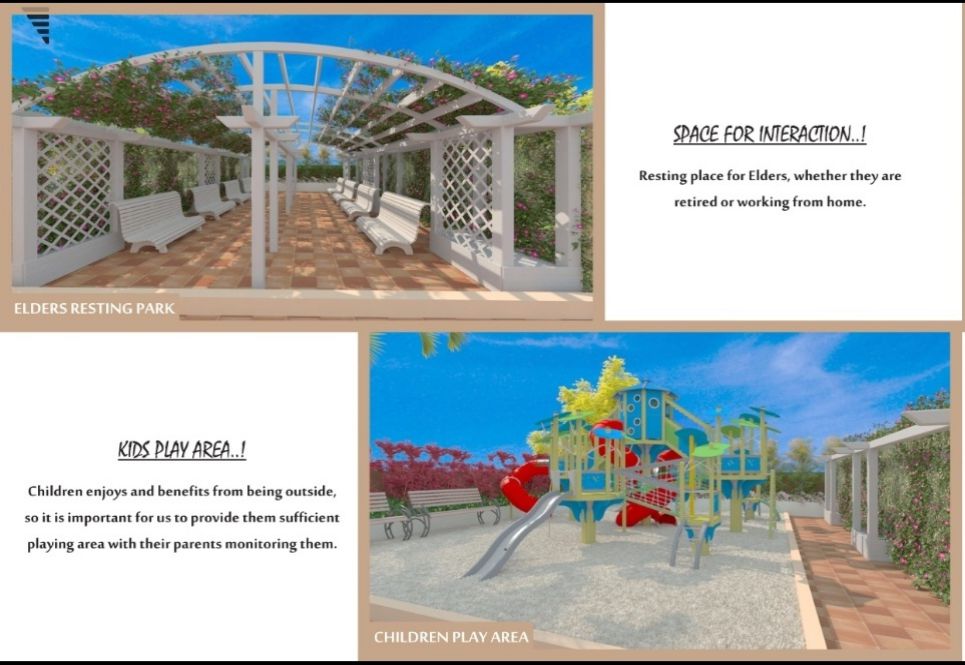 SPACE FOR INTERACTION..!
Resting place for Elders, whether they are
retired or working from home.
ELDERS RESTING PARK
KIDS PLAY AREA..!
Children enjoys and benefits from being outside,
so it is important for us to provide them sufficient
playing area with their parents monitoring them.
CHILDREN PLAY AREA